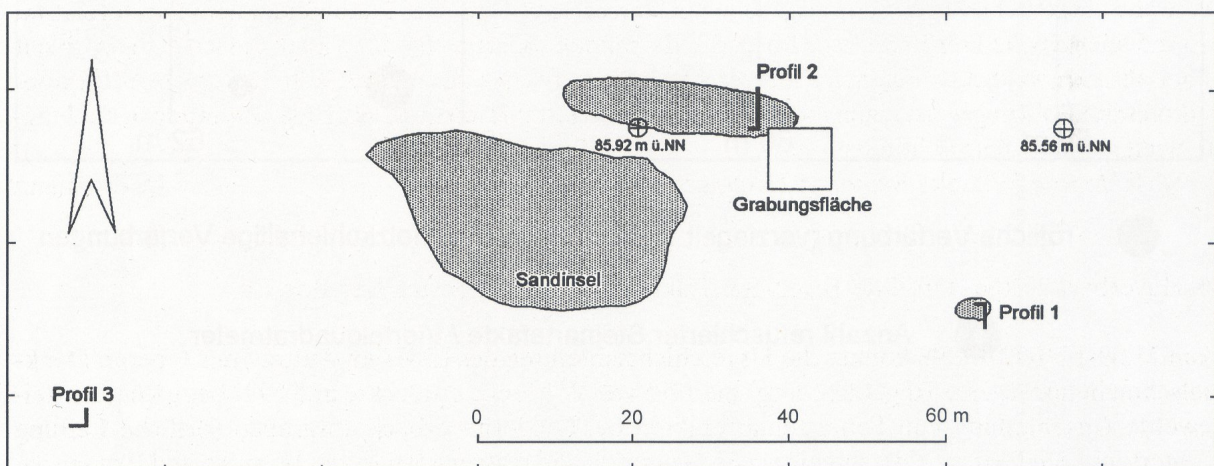 Profil 2
85.92 m ü.NN
85.56 m ü.NN
Grabungsfläche
Sandinsel
Profil 1
Profil 3
0 20 40 60 m